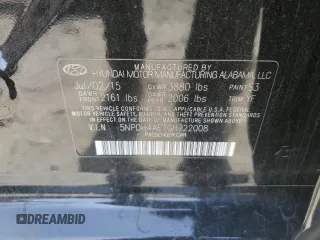 MANUFACTURED BY
HYUNDAI MOTOR MANUFACTURING ALABAMA, LLC
Jul/02/15 GVWR 3880 lbs PAINT S3
GAWR FRONT 2161 lbs GAWR REAR 2006 lbs TRIM YF
THIS VEHICLE CONFORMS TO ALL APPLICABLE
FEDERAL MOTOR VEHICLE SAFETY,
BUMPER, AND THEFT PREVENTION STANDARDS
IN EFFECT ON THE DATE OF
MANUFACTURE SHOWN ABOVE.
V.I.N.
PASSENGER CAR
DREAMBID